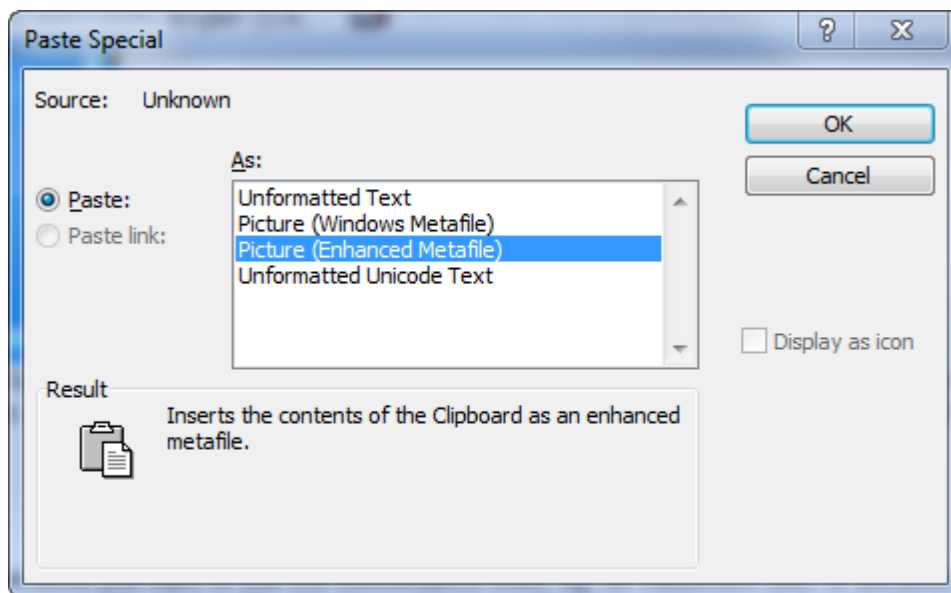 Paste Special
Source: Unknown
OK
As:
Cancel
Paste:
Unformatted Text
Paste link:
Picture (Windows Metafile)
Picture (Enhanced Metafile)
Unformatted Unicode Text
Display as icon
Result
Inserts the contents of the Clipboard as an enhanced
metafile.